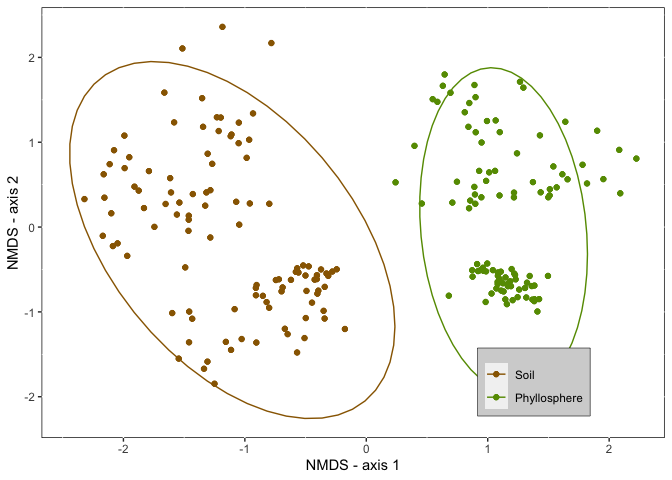 2
1
0
-1
-2
NMDS - axis 2
Soil
Phyllosphere
-2 -1 0 1 2
NMDS - axis 1